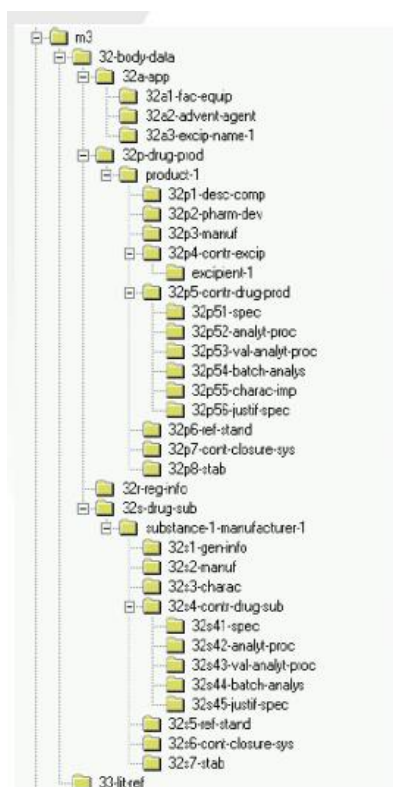 m3
32-body-data
32a-app
32a1-fac-equip
32a2-advent-agent
32a3-excip-name-1
32p-drug-prod
product-1
32p1-desc-comp
32p2-pharm-dev
32p3-manuf
32p4-contr-excip
excipient-1
32p5-contr-drug-prod
32p51-spec
32p52-analyt-proc
32p53-val-analyt-proc
32p54-batch-analys
32p55-charac-imp
32p56-justif-spec
32p6-ref-stand
32p7-cont-closure-sys
32p8-stab
32r-reg-info
32s-drug-sub
substance-1-manufacturer-1
32s1-gen-info
32s2-manuf
32s3-charac
32s4-contr-drug-sub
32s41-spec
32s42-analyt-proc
32s43-val-analyt-proc
32s44-batch-analys
32s45-justif-spec
32s5-ref-stand
32s6-cont-closure-sys
32s7-stab
33-lit-ref